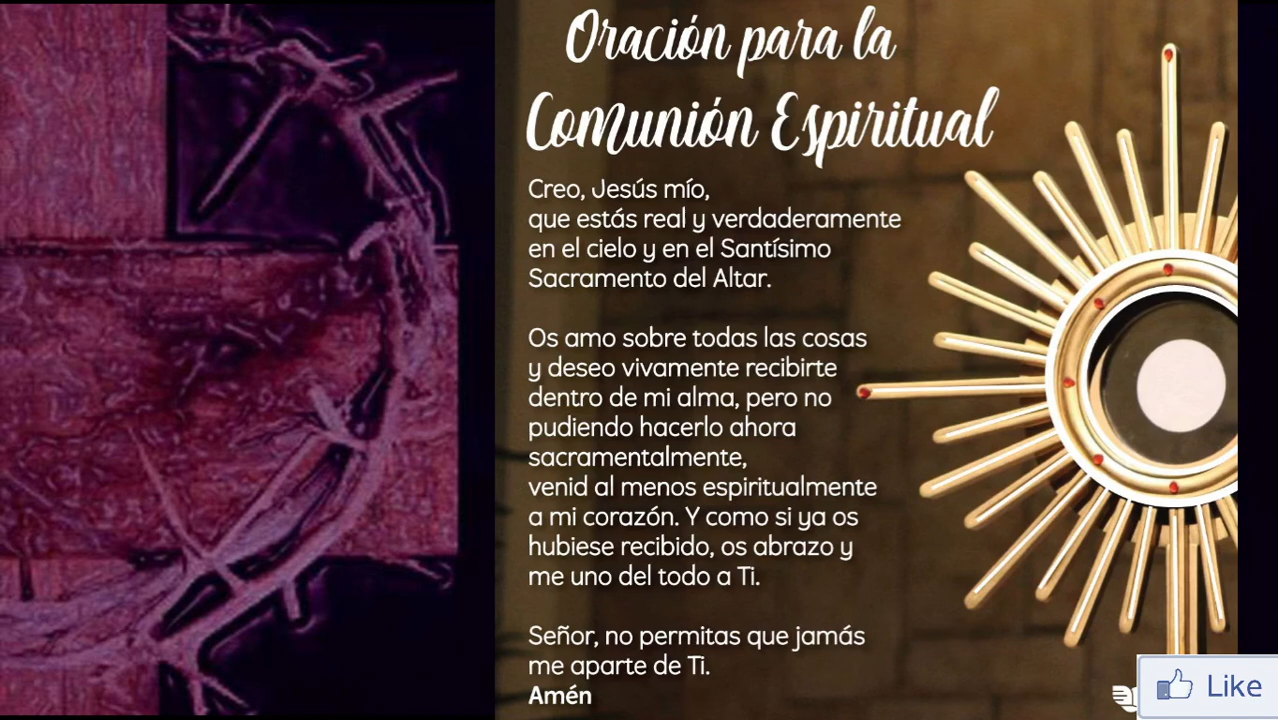 Oración para la
Comunión Espiritual
Creo, Jesús mío,
que estás real y verdaderamente
en el cielo y en el Santísimo
Sacramento del Altar.
Os amo sobre todas las cosas
y deseo vivamente recibirte
dentro de mi alma, pero no
pudiendo hacerlo ahora
sacramentalmente,
venid al menos espiritualmente
a mi corazón. Y como si ya os
hubiese recibido, os abrazo y
me uno del todo a Ti.
Señor, no permitas que jamás
me aparte de Ti.
Amén
Like